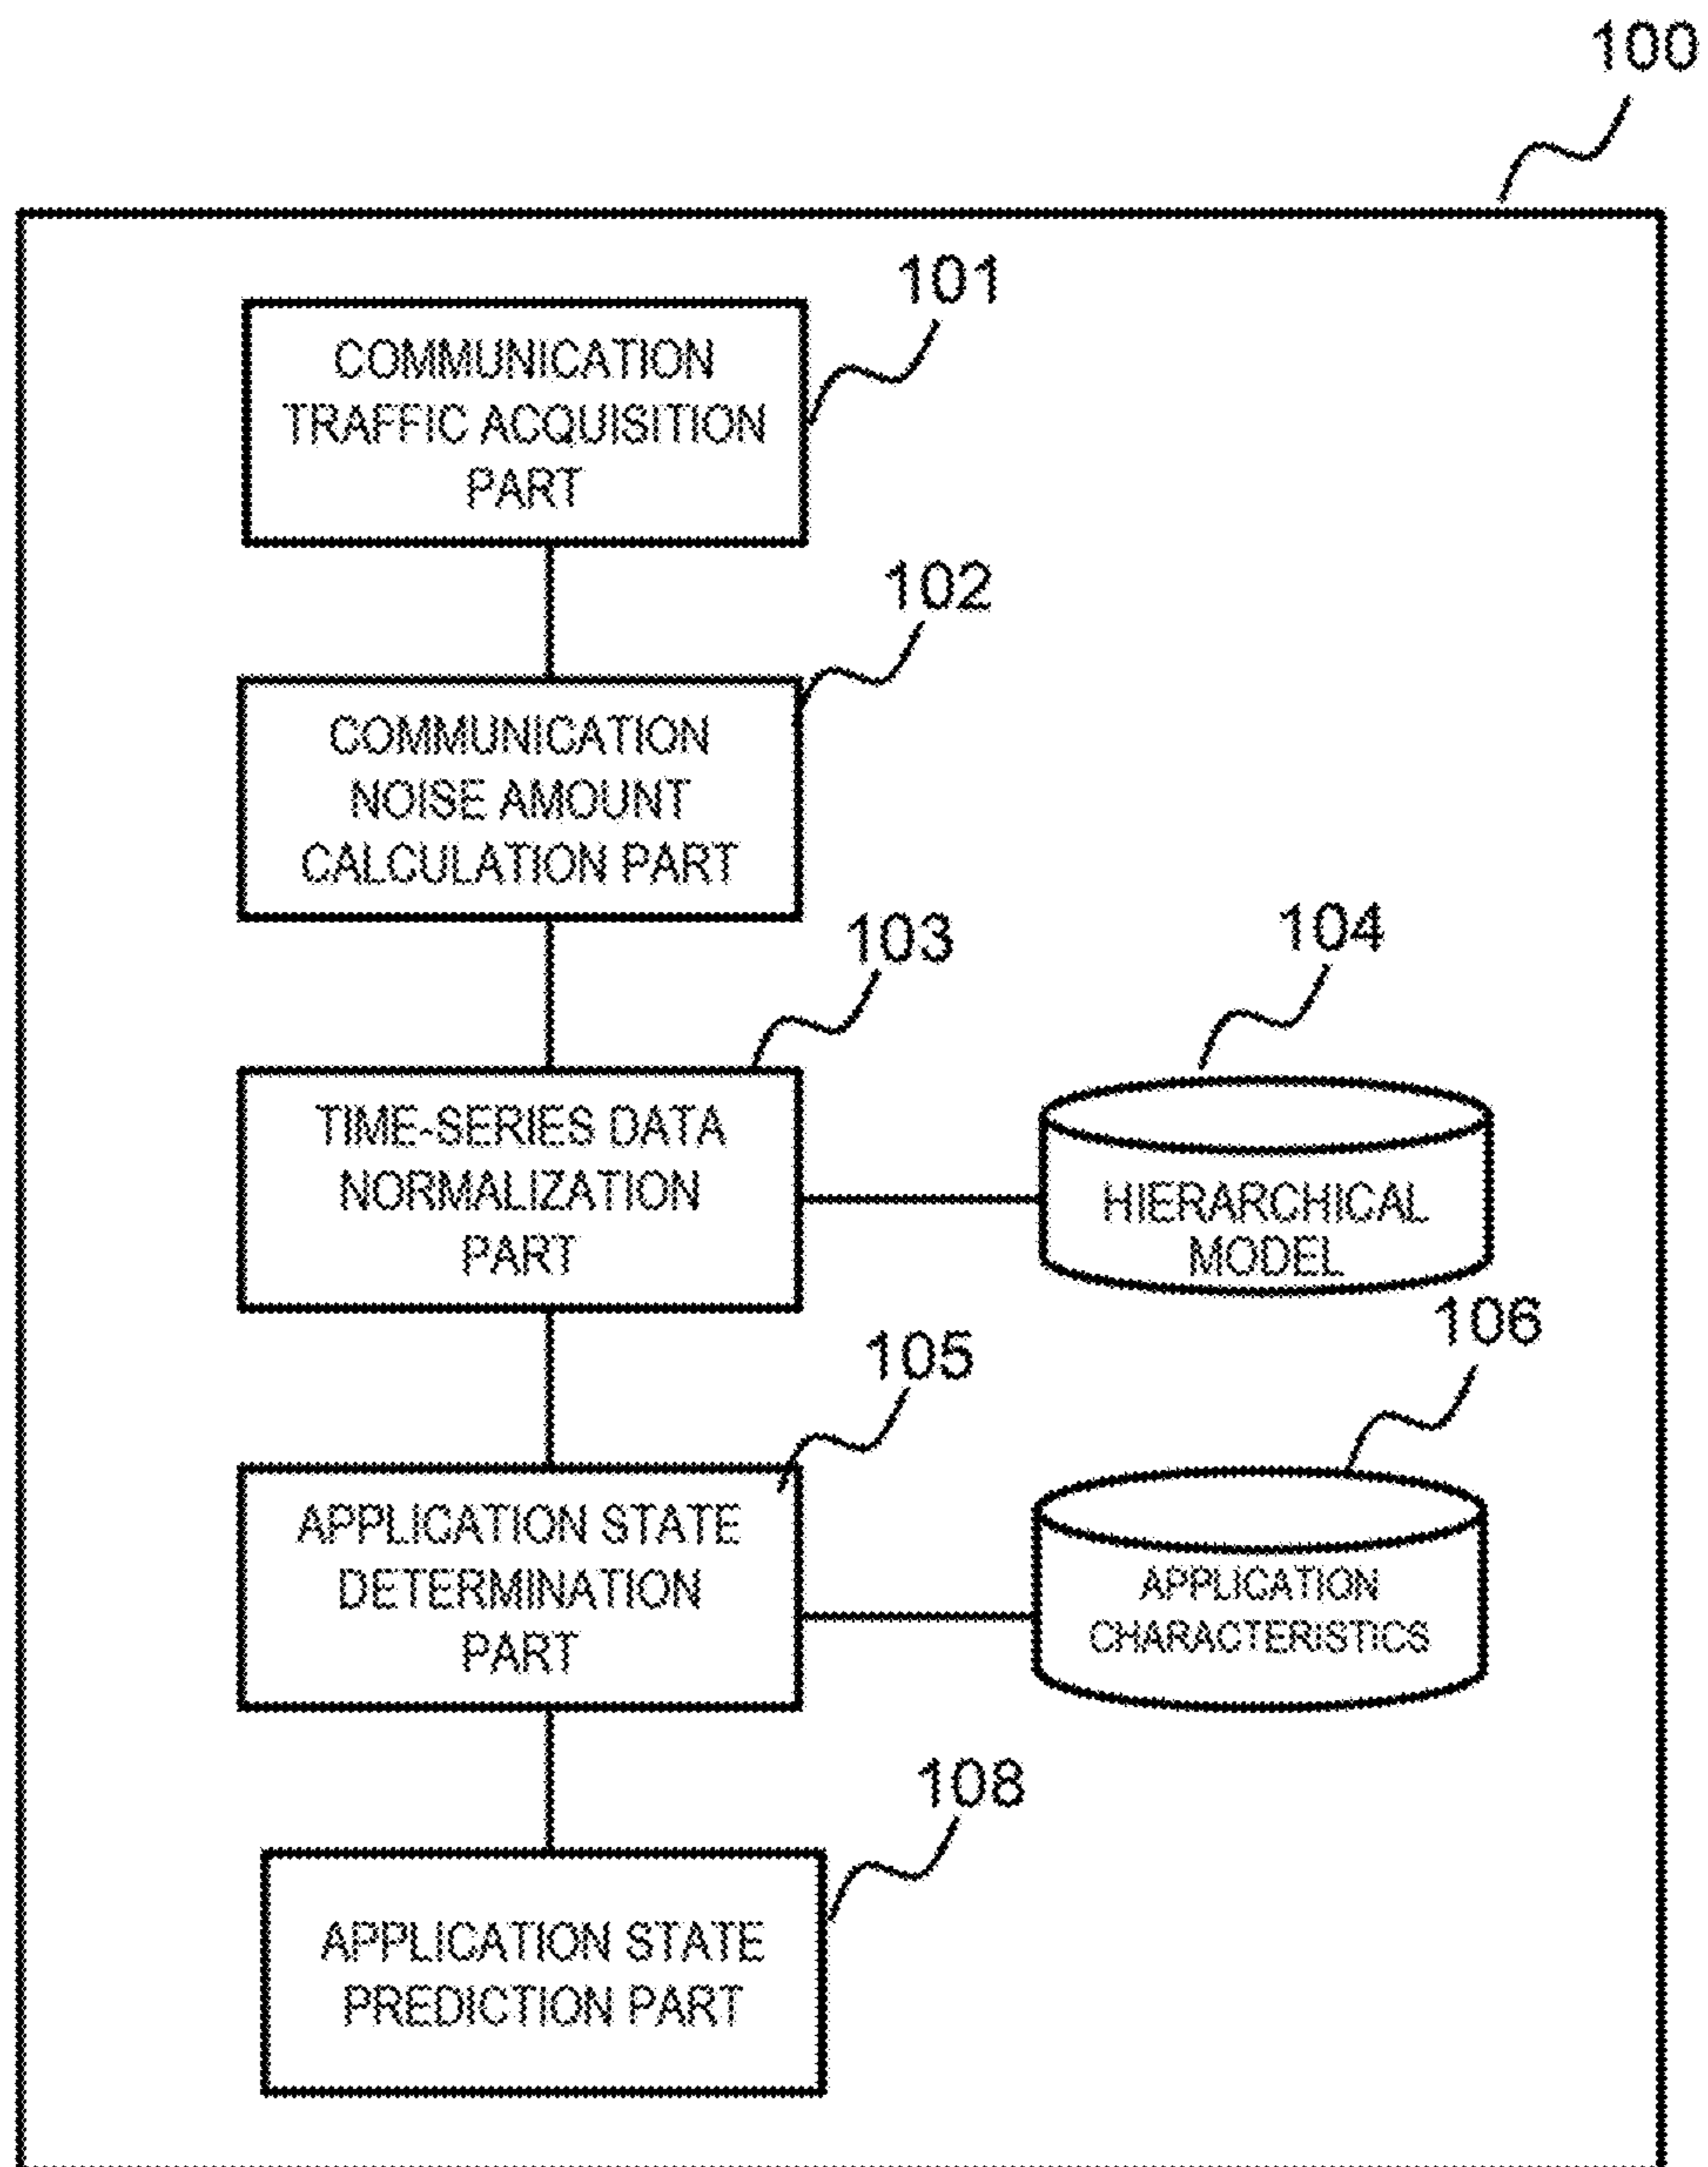 100
101
COMMUNICATION
TRAFFIC ACQUISITION
PART
102
COMMUNICATION
NOISE AMOUNT
CALCULATION PART
103
TIME-SERIES DATA
NORMALIZATION
PART
104
HIERARCHICAL
MODEL
105
APPLICATION STATE
DETERMINATION
PART
106
APPLICATION
CHARACTERISTICS
108
APPLICATION STATE
PREDICTION PART